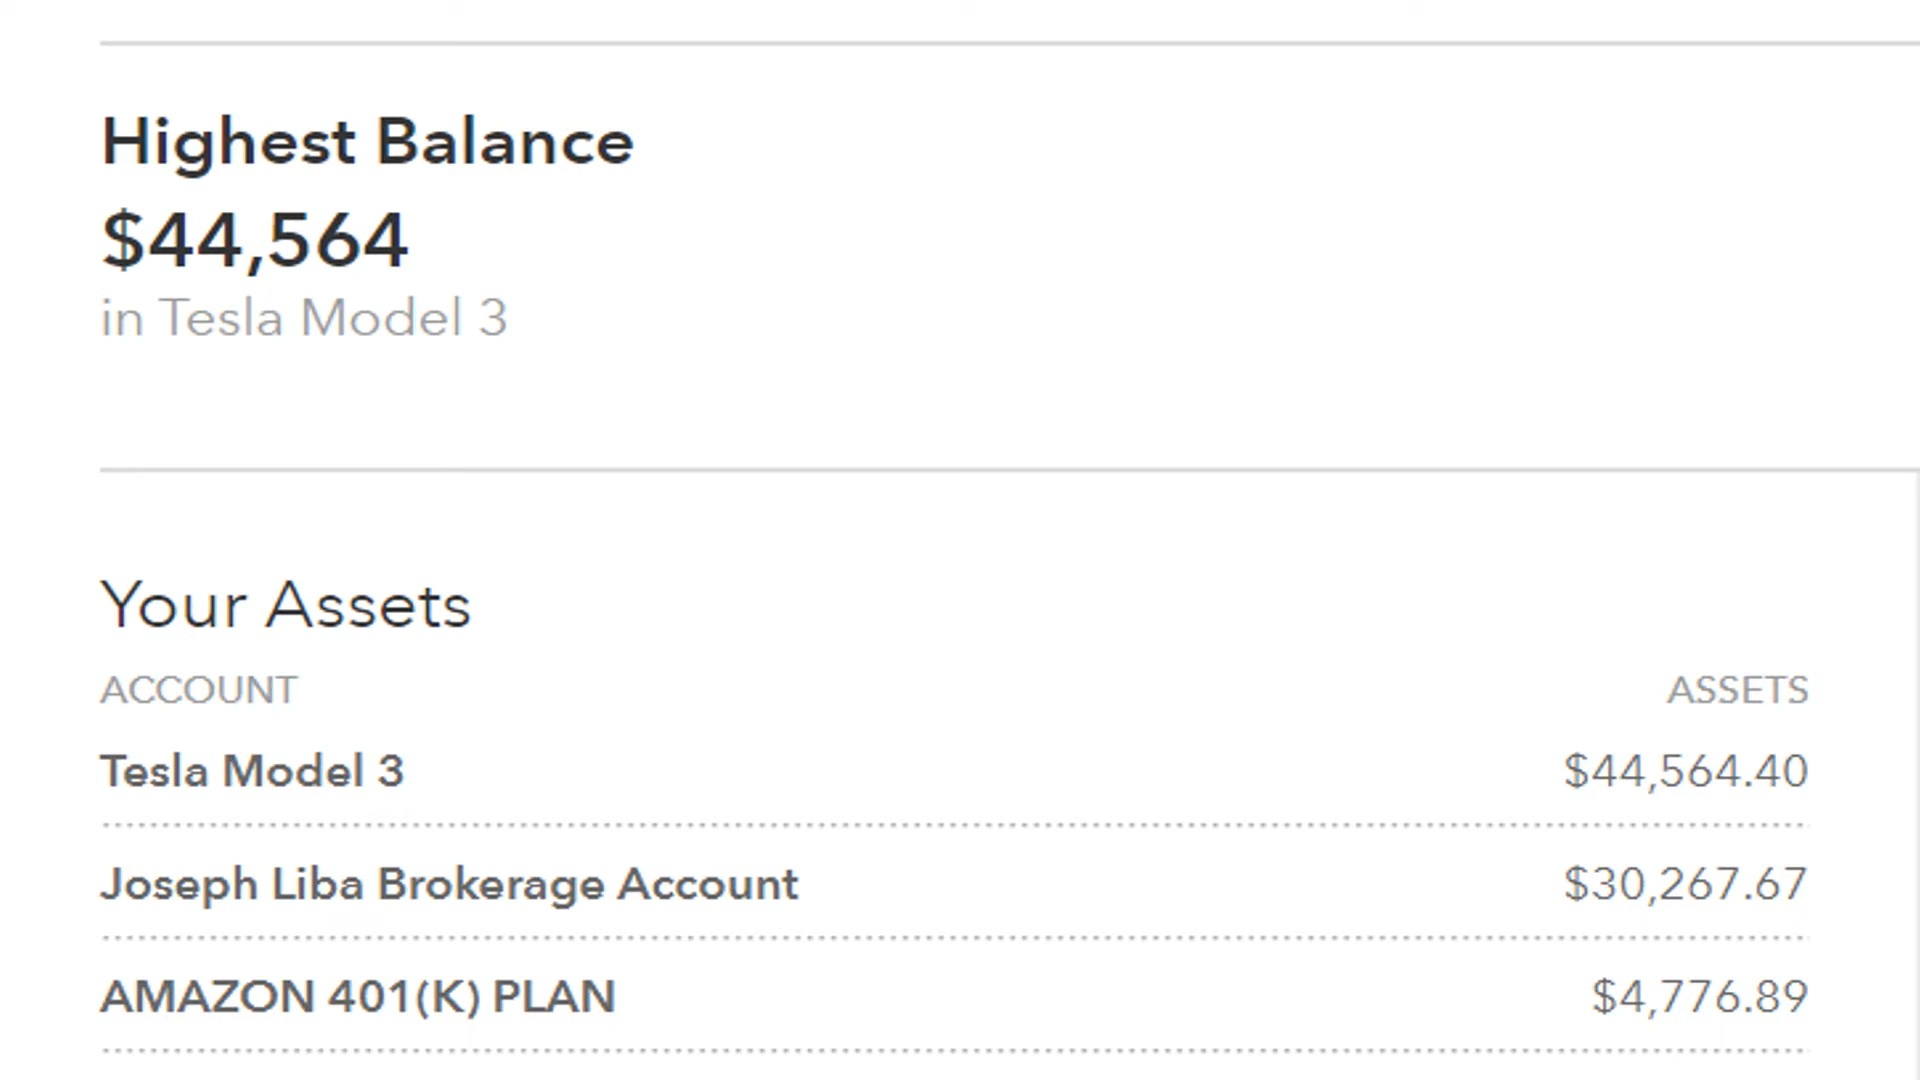 Highest Balance
$44,564
in Tesla Model 3
Your Assets
ACCOUNT ASSETS
Tesla Model 3 $44,564.40
Joseph Liba Brokerage Account $30,267.67
AMAZON 401(K) PLAN $4,776.89